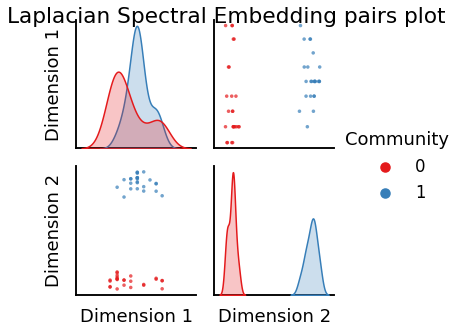 Laplacian Spectral Embedding pairs plot
Dimension 1
Community
0
1
Dimension 2
Dimension 1
Dimension 2